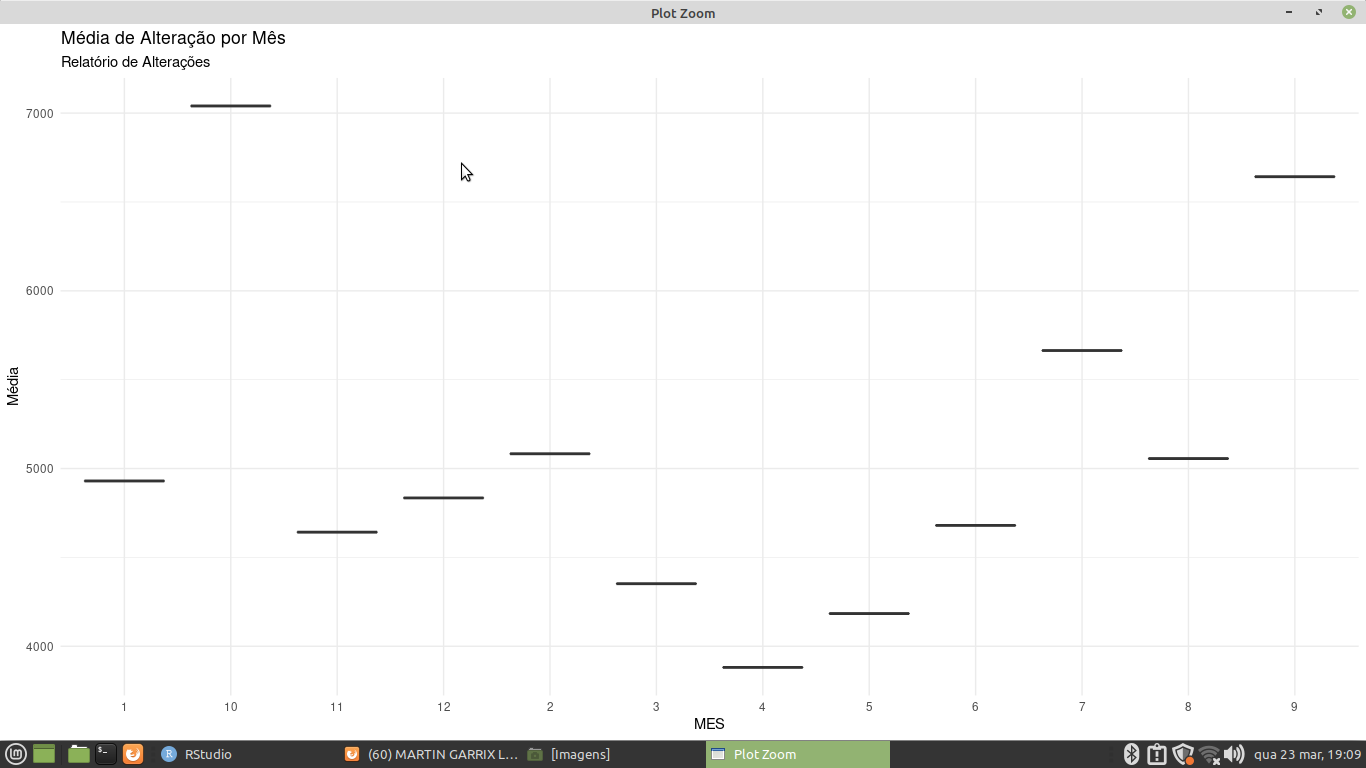 Plot Zoom
Média de Alteração por Mês
Relatório de Alterações
7000
6000
5000
4000
Média
1 10 11 12 2 3 4 5 6 7 8 9
MES
RStudio (60) MARTIN GARRIX L... [Imagens] Plot Zoom qua 23 mar, 19:09